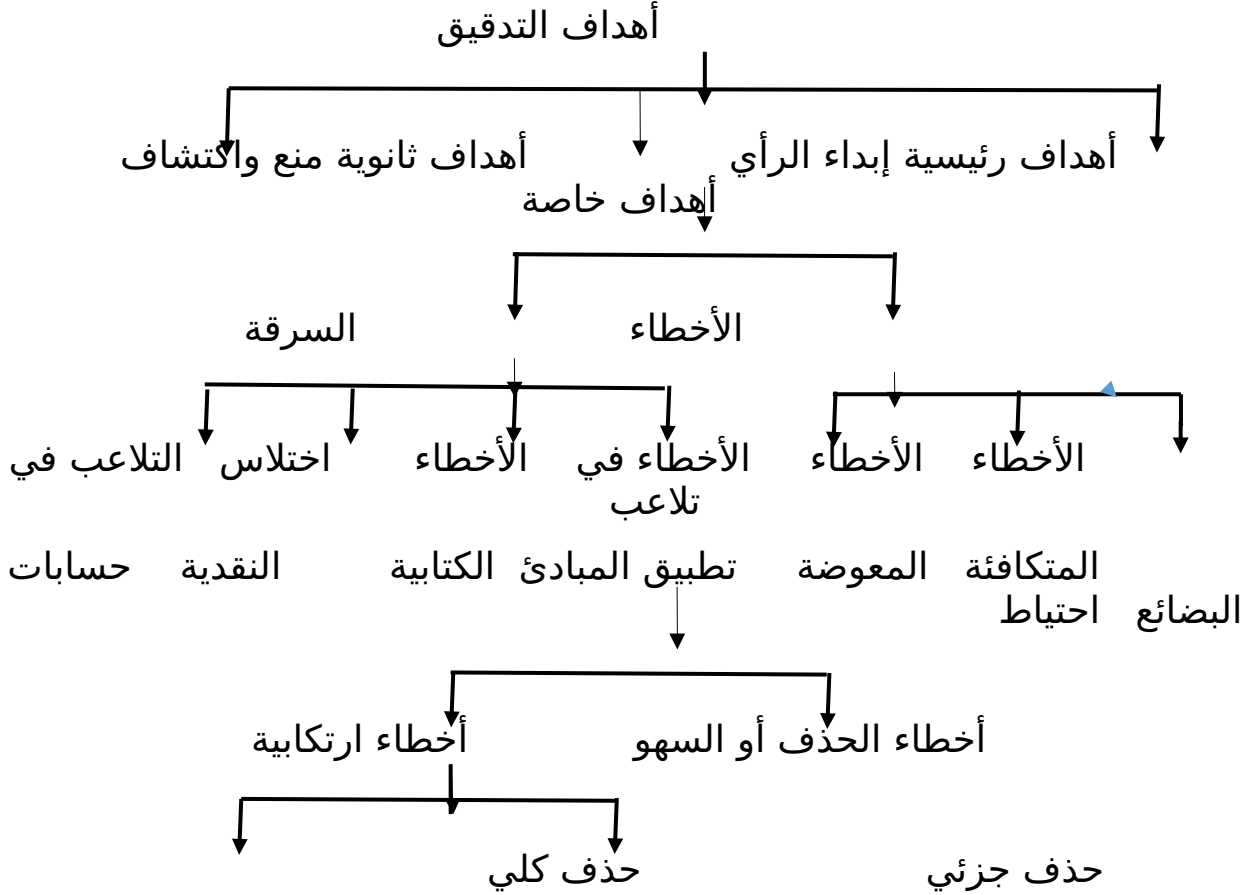 أهداف التدقيق
أهداف رئيسية إبداء الرأي أهداف ثانوية منع واكتشاف
أهداف خاصة
الأخطاء السرقة
الأخطاء الأخطاء الأخطاء في الأخطاء اختلاس التلاعب في
تلاعب
المتكافئة المعوضة تطبيق المبادئ الكتابية النقدية حسابات
البضائع احتياط
أخطاء الحذف أو السهو أخطاء ارتكابية
حذف جزئي حذف كلي